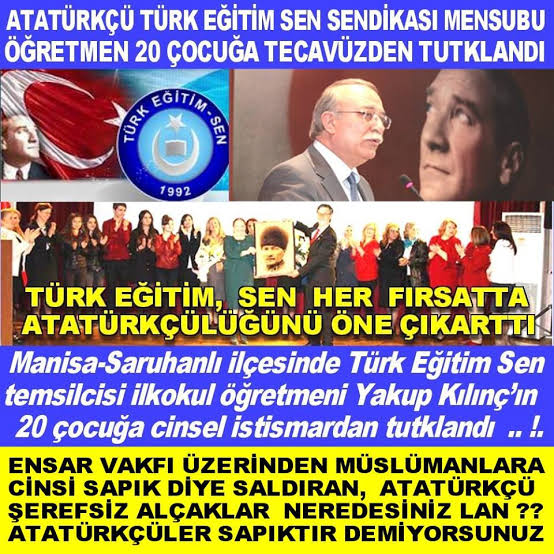 ATATÜRKÇÜ TÜRK EĞİTİM SEN SENDİKASI MENSUBU
ÖĞRETMEN 20 ÇOCUĞA TECAVÜZDEN TUTKLANDI
TÜRK EĞİTİM-SEN
1992
TÜRK EĞİTİM, SEN HER FIRSATTA
ATATÜRKÇÜLÜĞÜNÜ ÖNE ÇIKARTTI
Manisa-Saruhanlı ilçesinde Türk Eğitim Sen
temsilcisi ilkokul öğretmeni Yakup Kılınç'ın
20 çocuğa cinsel istismardan tutklandı .. !.
ENSAR VAKFI ÜZERİNDEN MÜSLÜMANLARA
CİNSİ SAPIK DİYE SALDIRAN, ATATÜRKÇÜ
ŞEREFSİZ ALÇAKLAR NEREDESİNİZ LAN ??
ATATÜRKÇÜLER SAPIKTIR DEMİYORSUNUZ